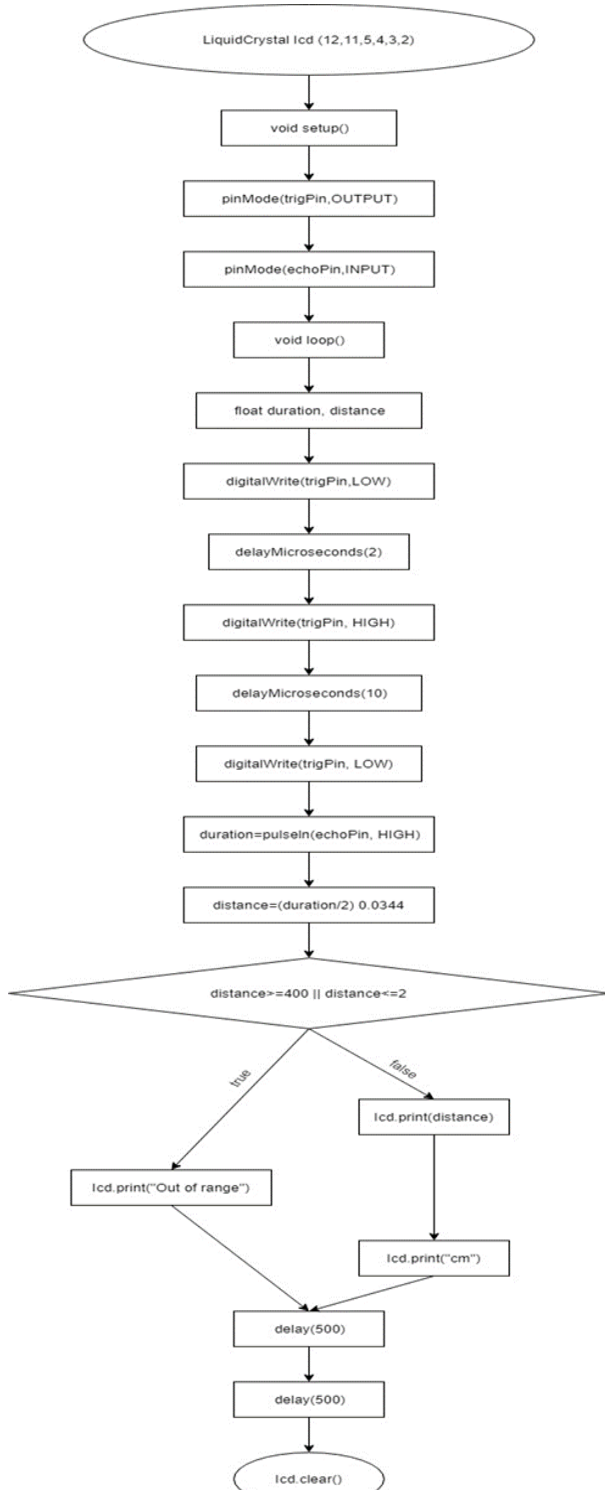 LiquidCrystal lcd (12,11,5,4,3,2)
void setup()
pinMode(trigPin,OUTPUT)
pinMode(echoPin,INPUT)
void loop()
float duration, distance
digitalWrite(trigPin,LOW)
delayMicroseconds(2)
digitalWrite(trigPin, HIGH)
delayMicroseconds(10)
digitalWrite(trigPin, LOW)
duration=pulseIn(echoPin, HIGH)
distance=(duration/2) 0.0344
distance>=400 || distance<=2
true
false
lcd.print(distance)
lcd.print("Out of range")
lcd.print("cm")
delay(500)
delay(500)
lcd.clear()